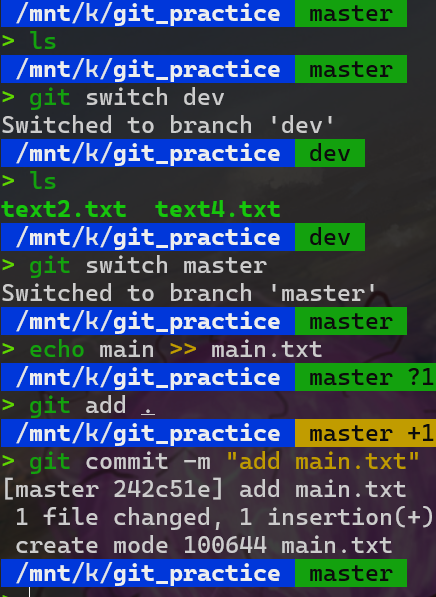 /mnt/k/git_practice master
> ls
/mnt/k/git_practice master
> git switch dev
Switched to branch 'dev'
/mnt/k/git_practice dev
> ls
text2.txt  text4.txt
/mnt/k/git_practice dev
> git switch master
Switched to branch 'master'
/mnt/k/git_practice master
> echo main >> main.txt
/mnt/k/git_practice master ?1
> git add .
/mnt/k/git_practice master +1
> git commit -m "add main.txt"
[master 242c51e] add main.txt
 1 file changed, 1 insertion(+)
 create mode 100644 main.txt
/mnt/k/git_practice master